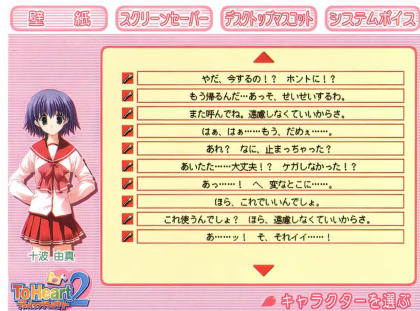 壁紙 スクリーンセーバー デスクトップマスコット システムボイス
やだ、今するの！？　ホントに！？
もう帰るんだ…あっそ、せいせいするわ。
また呼んでね。遠慮しなくていいからさ。
はぁ、はぁ……もう、だめぇ……。
あれ？　なに、止まっちゃった？
あいたた……大丈夫！？　ケガしなかった！？
あっ……！　へ、変なとこに……。
ほら、これでいいんでしょ。
これ使うんでしょ？　ほら、遠慮しなくていいからさ。
あ……ッ！　そ、それイイ……！
十波 由真
ToHeart2
キャラクターを選ぶ